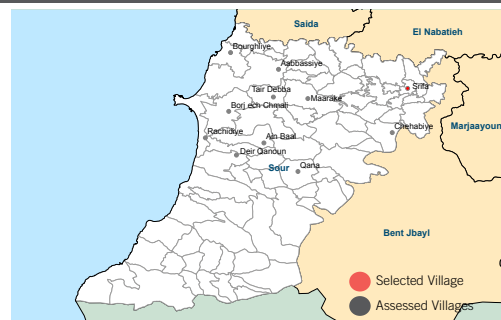 Saida
El Nabatieh
Bourghliye
Aabbassiye
Srifa
Tair Debba
Maarake
Borj ech Chmali
Marjaayoun
Chehabiye
Rachidiye
Ain Baal
Deir Qanoun
Qana
Sour
Bent Jbayl
Selected Village
Assessed Villages